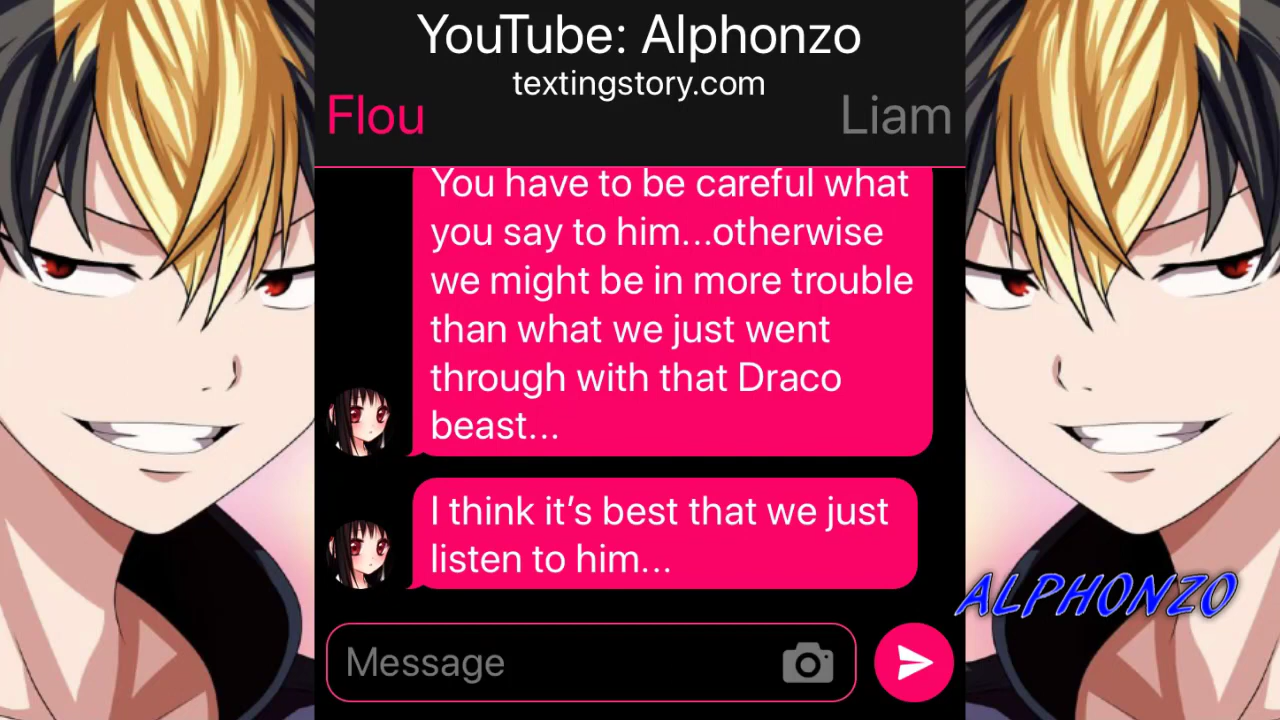 YouTube: Alphonzo
textingstory.com
Flou
Liam
You have to be careful what
you say to him...otherwise
we might be in more trouble
than what we just went
through with that Draco
beast...
I think it’s best that we just
listen to him...
ALPHONZO
Message